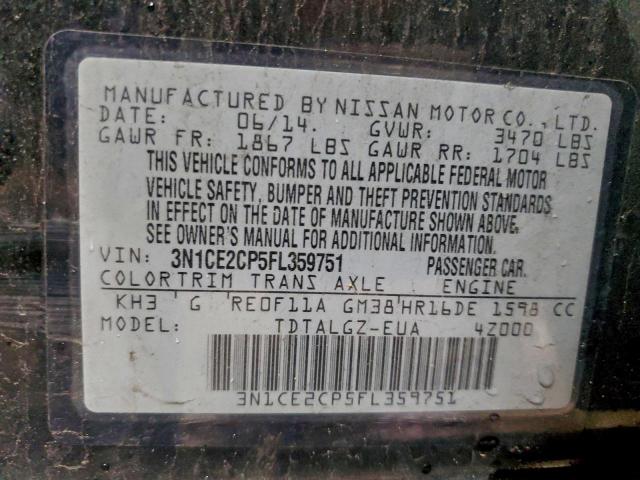 MANUFACTURED BY NISSAN MOTOR CO., LTD.
DATE: 06/14. GVWR: 3470 LBS
GAWR FR: 1867 LBS GAWR RR: 1704 LBS
THIS VEHICLE CONFORMS TO ALL APPLICABLE FEDERAL MOTOR
VEHICLE SAFETY, BUMPER AND THEFT PREVENTION STANDARDS
IN EFFECT ON THE DATE OF MANUFACTURE SHOWN ABOVE.
SEE OWNER'S MANUAL FOR ADDITIONAL INFORMATION.
VIN: 3N1CE2CP5FL359751 PASSENGER CAR.
COLORTRIM TRANS AXLE ENGINE
KH3 G RE0F11A GM38 HR16DE 1598 CC
MODEL: TDTALGZ-EUA 4Z000
3N1CE2CP5FL359751